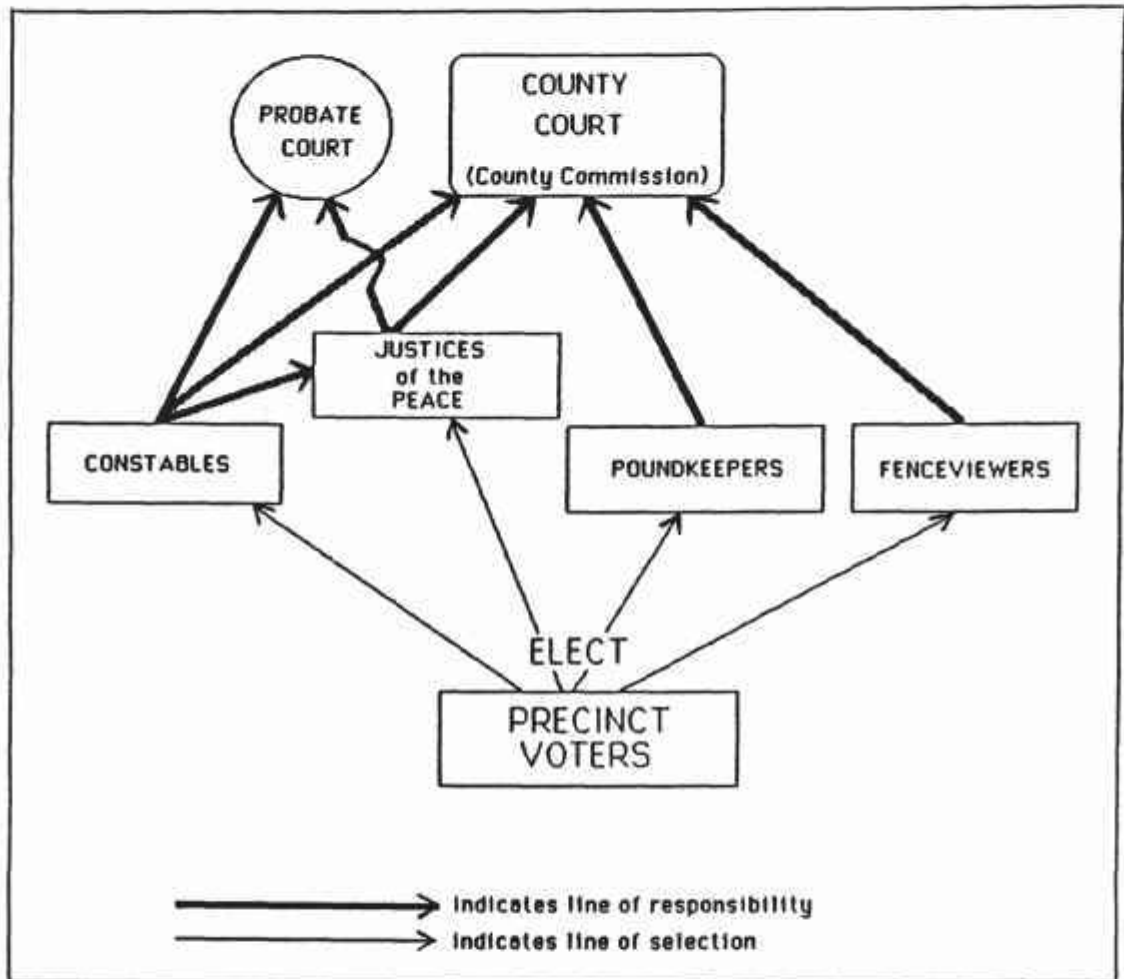 PROBATE
COURT
COUNTY
COURT
(County Commission)
JUSTICES
of the
PEACE
CONSTABLES
POUNDKEEPERS
FENCEVIEWERS
ELECT
PRECINCT
VOTERS
indicates line of responsibility
indicates line of selection